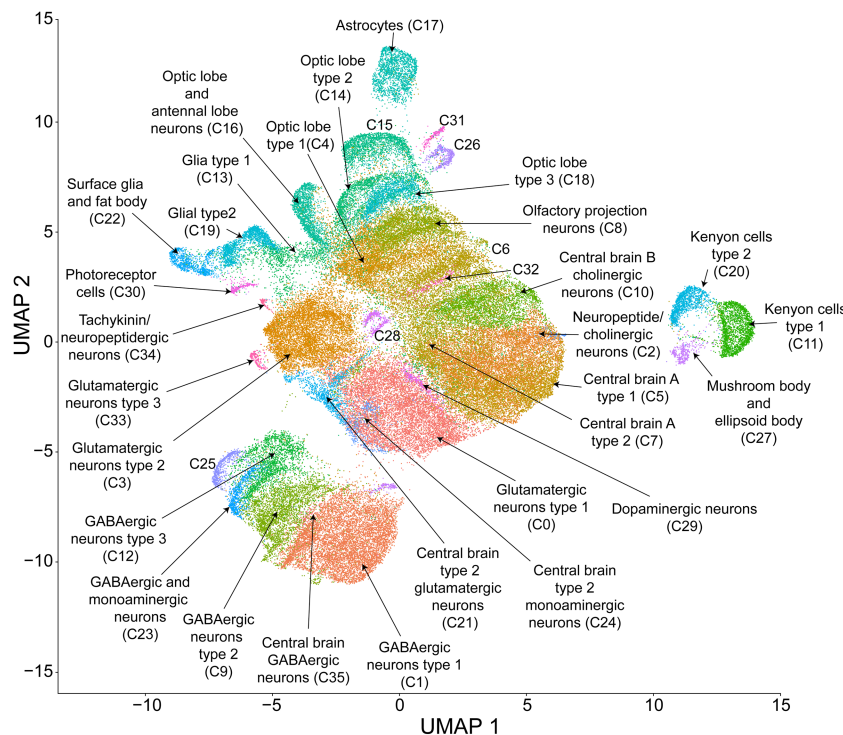 15
10
5
0
−5
−10
−15
UMAP 2
Astrocytes (C17)
Optic lobe
type 2
(C14)
Optic lobe
and
antennal lobe
neurons (C16)
Optic lobe
type 1(C4)
C15
C31
C26
Glia type 1
(C13)
Optic lobe
type 3 (C18)
Surface glia
and fat body
(C22)
Glial type2
(C19)
Olfactory projection
neurons (C8)
C6
C32
Central brain B
cholinergic
neurons (C10)
Kenyon cells
type 2
(C20)
Photoreceptor
cells (C30)
Kenyon cells
type 1
(C11)
Tachykinin/
neuropeptidergic
neurons (C34)
C28
Neuropeptide/
cholinergic
neurons (C2)
Glutamatergic
neurons type 3
(C33)
Central brain A
type 1 (C5)
Mushroom body
and
ellipsoid body
(C27)
Central brain A
type 2 (C7)
Glutamatergic
neurons type 2
(C3)
C25
Glutamatergic
neurons type 1
(C0)
Dopaminergic neurons
(C29)
GABAergic
neurons type 3
(C12)
GABAergic and
monoaminergic
neurons
(C23)
GABAergic
neurons
type 2
(C9)
Central brain
GABAergic
neurons (C35)
GABAergic
neurons type 1
(C1)
Central brain
type 2
glutamatergic
neurons
(C21)
Central brain
type 2
monoaminergic
neurons (C24)
−10
−5
0
5
10
15
UMAP 1